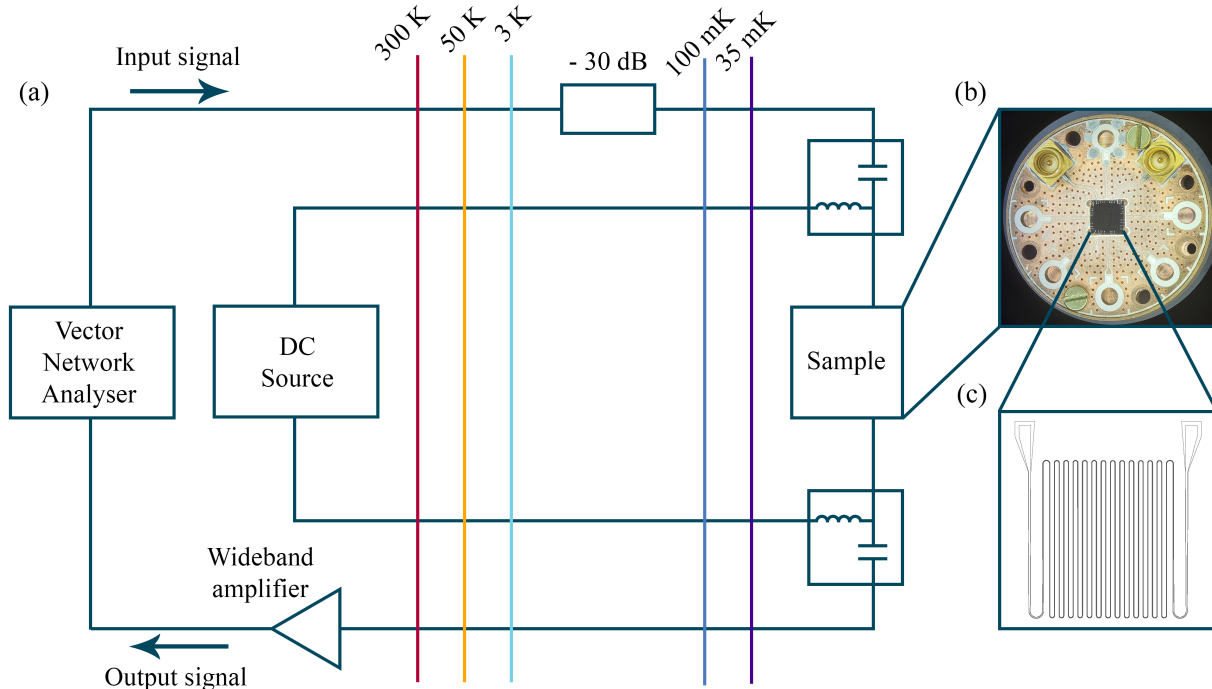 (a)
Input signal
300 K
50 K
3 K
- 30 dB
100 mK
35 mK
(b)
Vector
Network
Analyser
DC
Source
Sample
(c)
Wideband
amplifier
Output signal